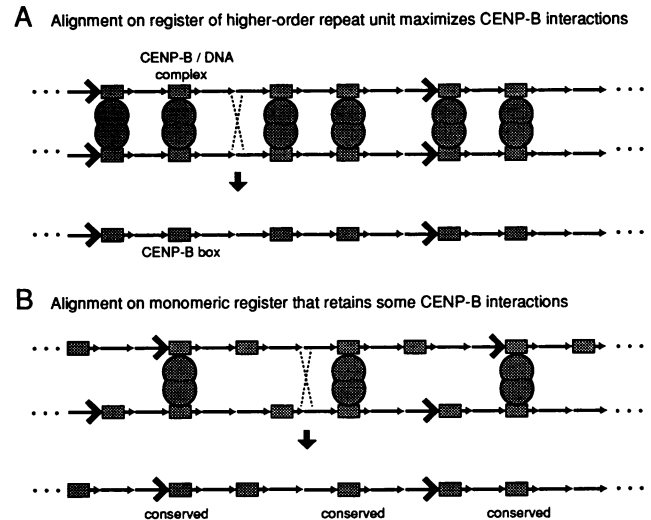 A Alignment on register of higher-order repeat unit maximizes CENP-B interactions
CENP-B / DNA
complex
CENP-B box
B Alignment on monomeric register that retains some CENP-B interactions
conserved conserved conserved